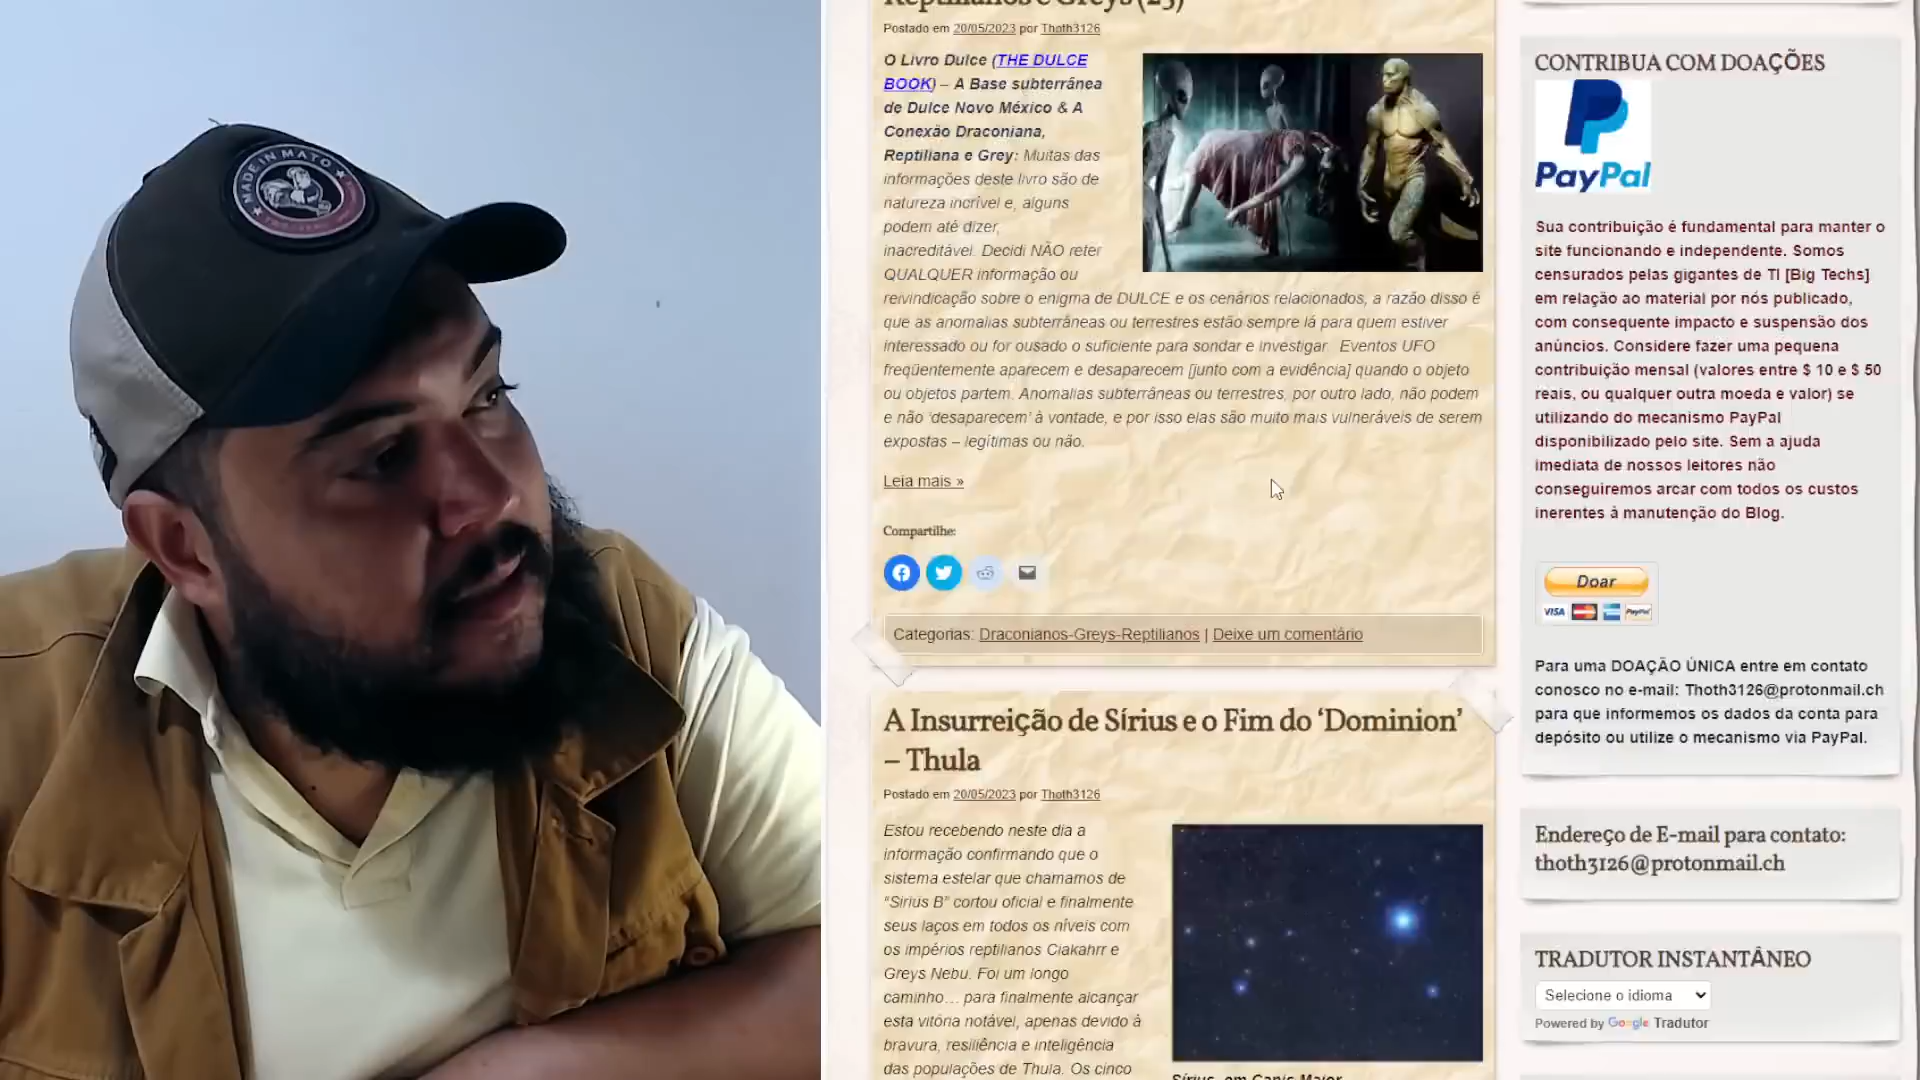 MADE IN MATO
Reptilianos e Greys (23)
Postado em 20/05/2023 por Thoth3126
O Livro Dulce (THE DULCE
BOOK) – A Base subterrânea
de Dulce Novo México & A
Conexão Draconiana,
Reptiliana e Grey: Muitas das
informações deste livro são de
natureza incrível e, alguns
podem até dizer,
inacreditável. Decidi NÃO reter
QUALQUER informação ou
reivindicação sobre o enigma de DULCE e os cenários relacionados, a razão disso é
que as anomalias subterrâneas ou terrestres estão sempre lá para quem estiver
interessado ou for ousado o suficiente para sondar e investigar. Eventos UFO
freqüentemente aparecem e desaparecem [junto com a evidência] quando o objeto
ou objetos partem. Anomalias subterrâneas ou terrestres, por outro lado, não podem
e não ‘desaparecem’ à vontade, e por isso elas são muito mais vulneráveis de serem
expostas – legítimas ou não.
Leia mais »
Compartilhe:
Categorias: Draconianos-Greys-Reptilianos | Deixe um comentário
A Insurreição de Sírius e o Fim do ‘Dominion’
– Thula
Postado em 20/05/2023 por Thoth3126
Estou recebendo neste dia a
informação confirmando que o
sistema estelar que chamamos de
“Sirius B” cortou oficial e finalmente
seus laços em todos os níveis com
os impérios reptilianos Ciakahrr e
Greys Nebu. Foi um longo
caminho… para finalmente alcançar
esta vitória notável, apenas devido à
bravura, resiliência e inteligência
das populações de Thula. Os cinco
Sírius, em Canis Major
CONTRIBUA COM DOAÇÕES
PayPal
Sua contribuição é fundamental para manter o
site funcionando e independente. Somos
censurados pelas gigantes de TI [Big Techs]
em relação ao material por nós publicado,
com consequente impacto e suspensão dos
anúncios. Considere fazer uma pequena
contribuição mensal (valores entre $ 10 e $ 50
reais, ou qualquer outra moeda e valor) se
utilizando do mecanismo PayPal
disponibilizado pelo site. Sem a ajuda
imediata de nossos leitores não
conseguiremos arcar com todos os custos
inerentes à manutenção do Blog.
Doar
VISA PayPal
Para uma DOAÇÃO ÚNICA entre em contato
conosco no e-mail: Thoth3126@protonmail.ch
para que informemos os dados da conta para
depósito ou utilize o mecanismo via PayPal.
Endereço de E-mail para contato:
thoth3126@protonmail.ch
TRADUTOR INSTANTÂNEO
Selecione o idioma
Powered by Google Tradutor